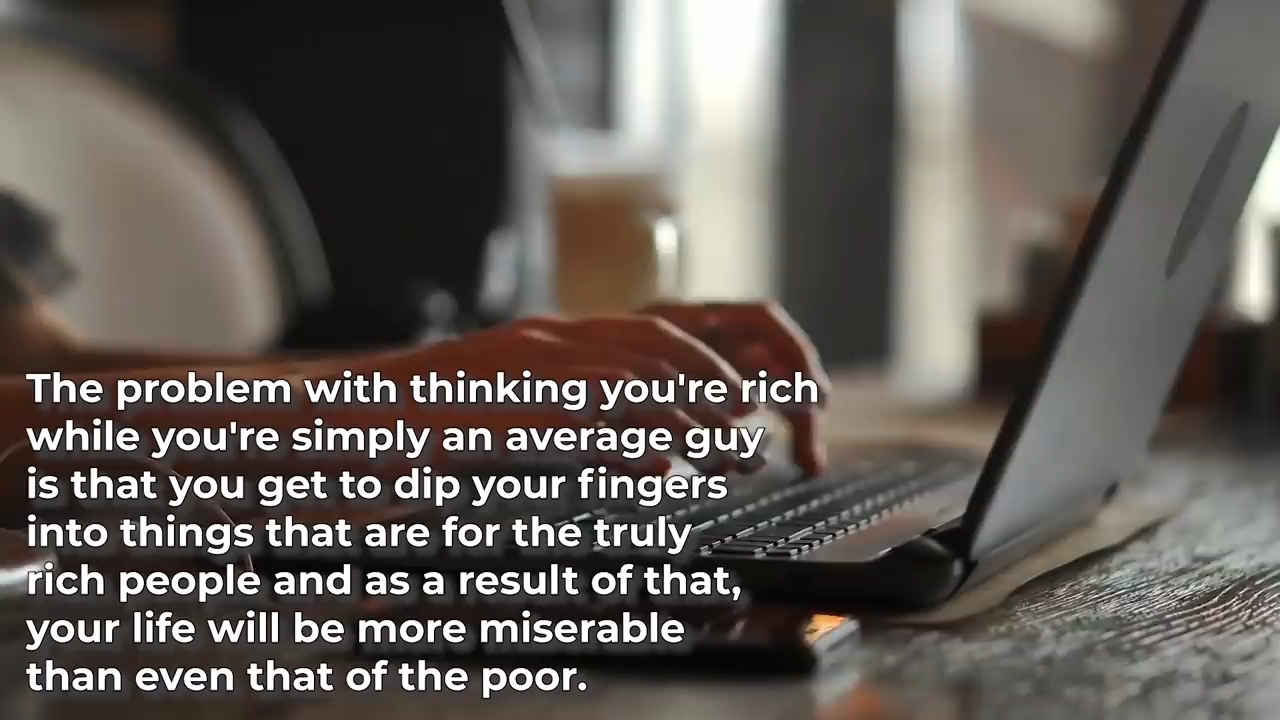 The problem with thinking you're rich
while you're simply an average guy
is that you get to dip your fingers
into things that are for the truly
rich people and as a result of that,
your life will be more miserable
than even that of the poor.